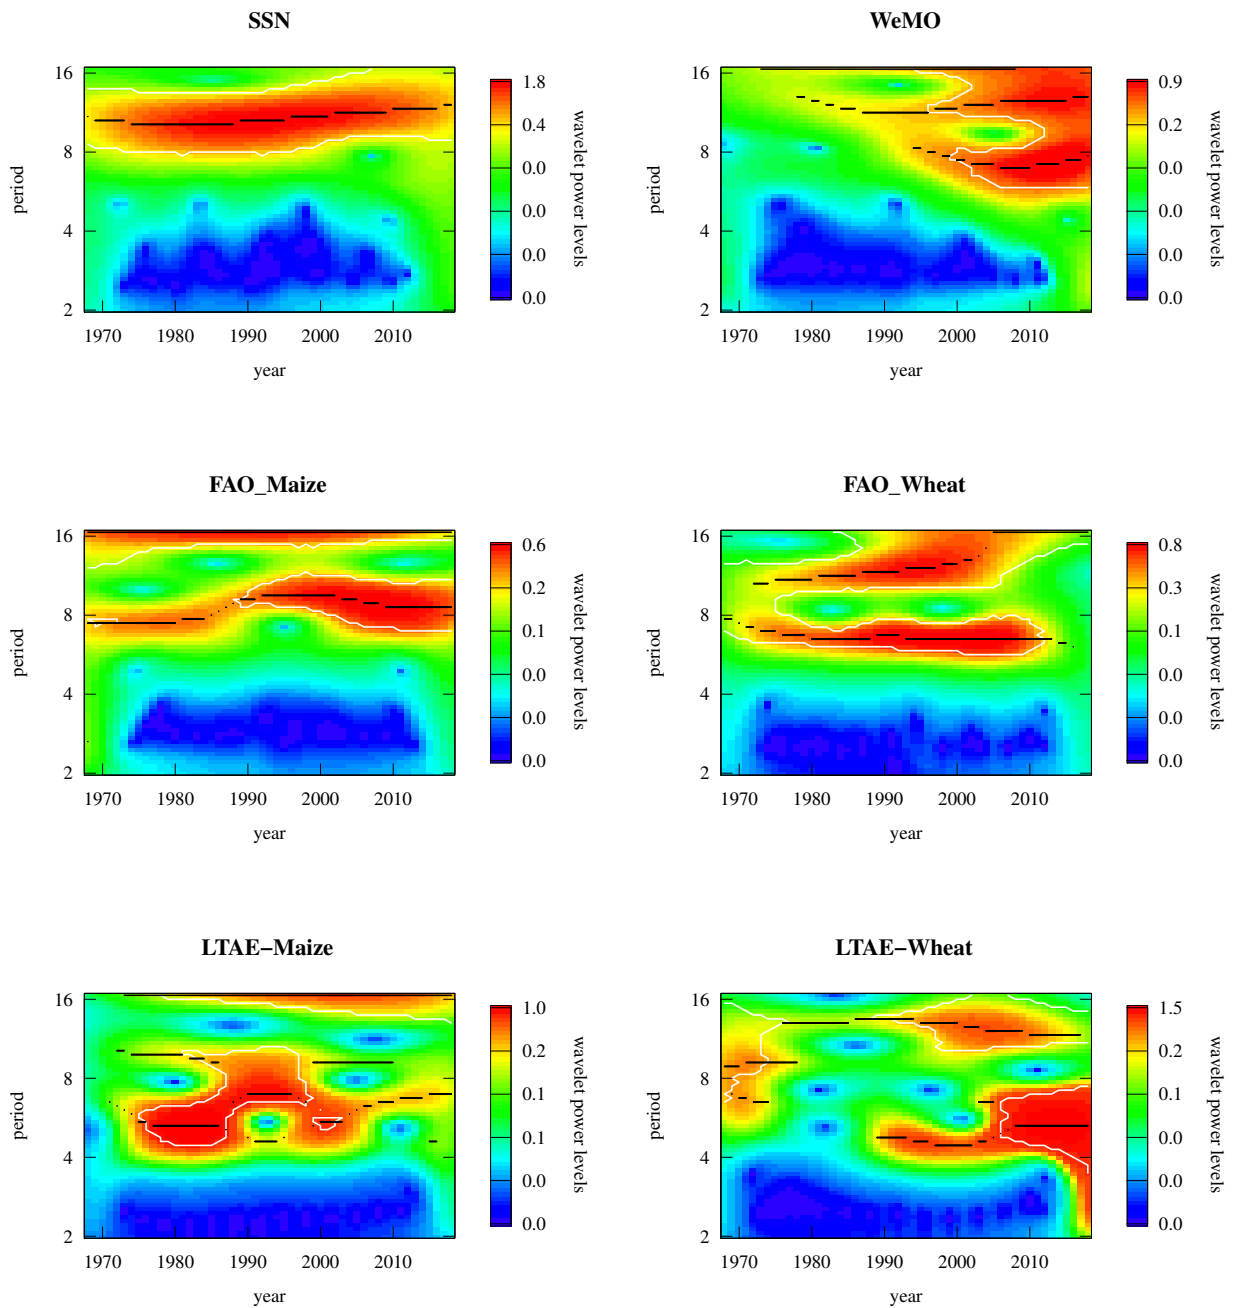 SSN
16
8
4
2
period
1970 1980 1990 2000 2010
year
1.8
0.4
0.0
0.0
0.0
0.0
wavelet power levels
WeMO
16
8
4
2
period
1970 1980 1990 2000 2010
year
0.9
0.2
0.0
0.0
0.0
0.0
wavelet power levels
FAO_Maize
16
8
4
2
period
1970 1980 1990 2000 2010
year
0.6
0.2
0.1
0.0
0.0
0.0
wavelet power levels
FAO_Wheat
16
8
4
2
period
1970 1980 1990 2000 2010
year
0.8
0.3
0.1
0.0
0.0
0.0
wavelet power levels
LTAE−Maize
16
8
4
2
period
1970 1980 1990 2000 2010
year
1.0
0.2
0.1
0.1
0.0
0.0
wavelet power levels
LTAE−Wheat
16
8
4
2
period
1970 1980 1990 2000 2010
year
1.5
0.2
0.1
0.0
0.0
0.0
wavelet power levels